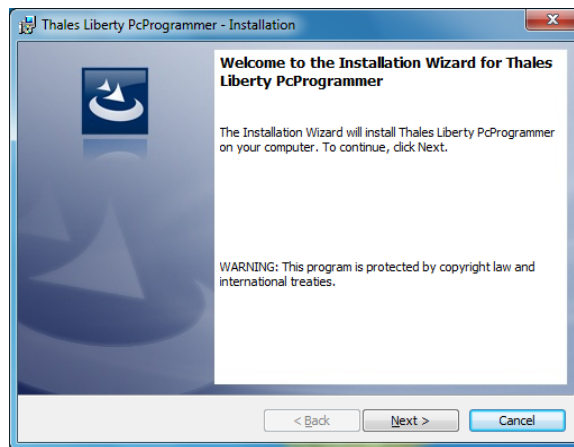 Thales Liberty PcProgrammer - Installation
Welcome to the Installation Wizard for Thales
Liberty PcProgrammer
The Installation Wizard will install Thales Liberty PcProgrammer
on your computer. To continue, click Next.
WARNING: This program is protected by copyright law and
international treaties.
< Back Next > Cancel